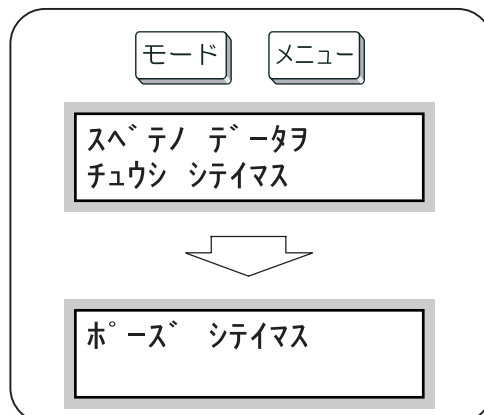 モード メニュー
スベテノ データヲ
チュウシ シテイマス
ポーズ シテイマス